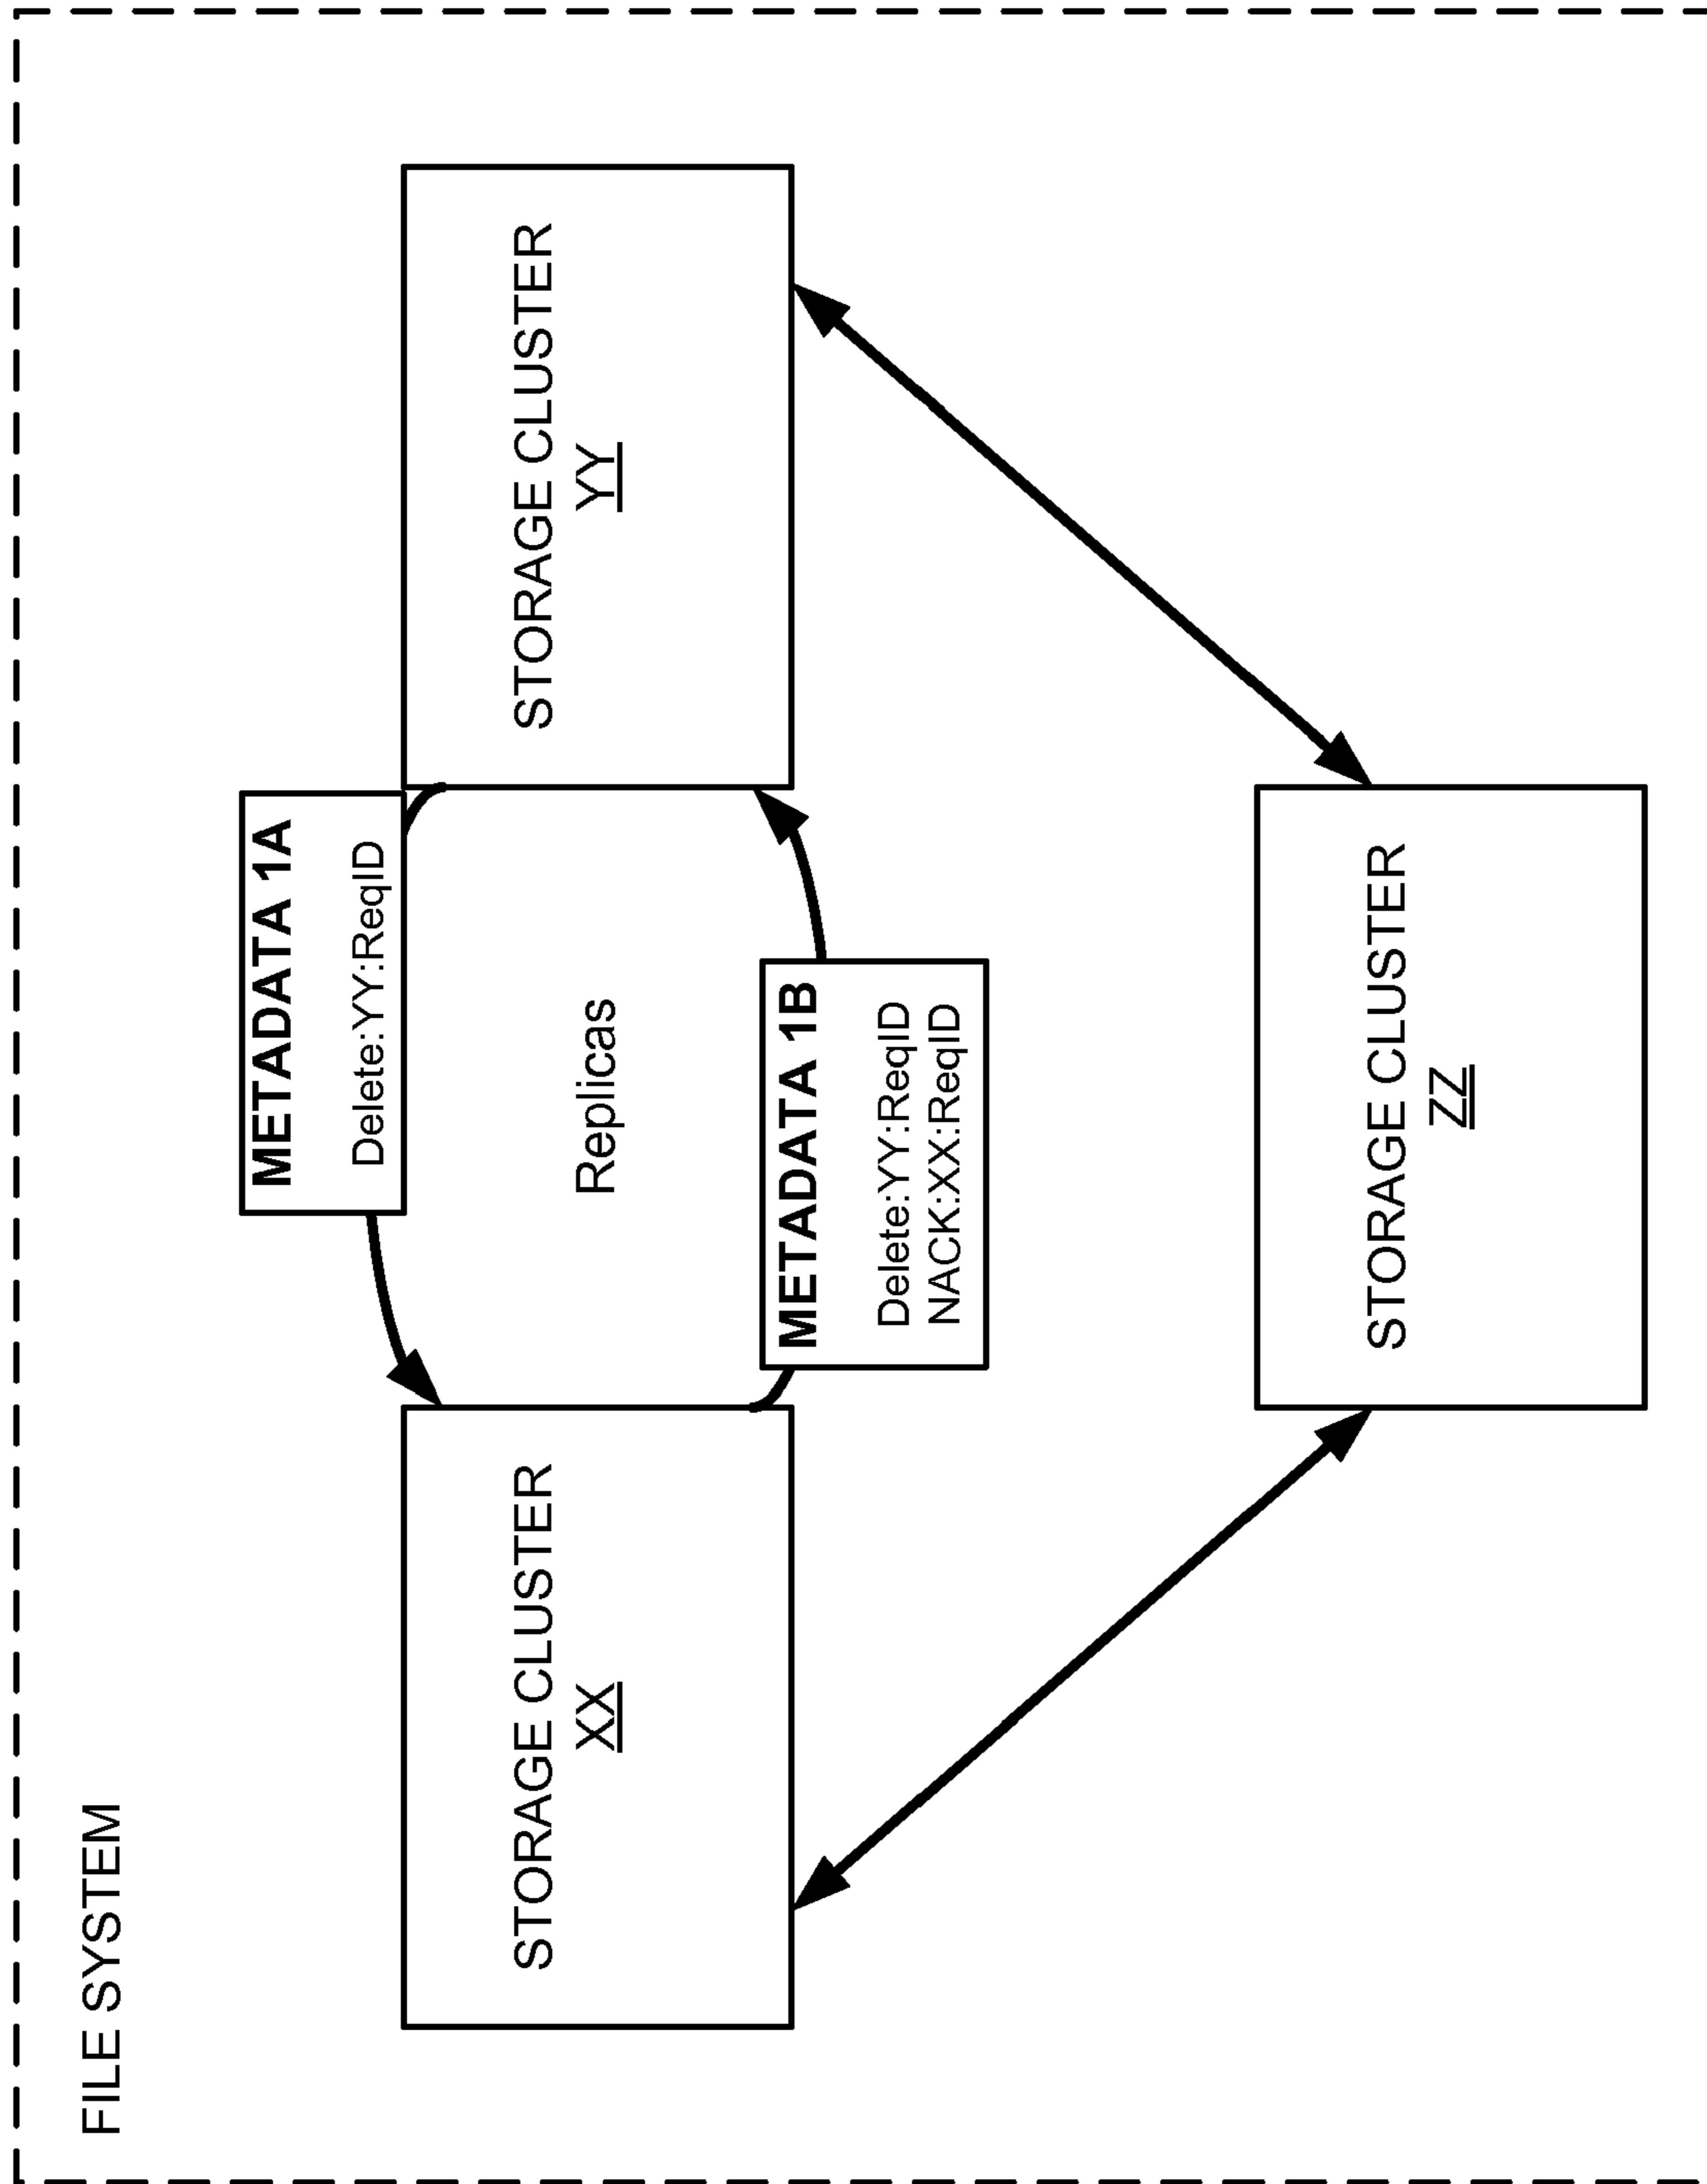 FILE SYSTEM
METADATA 1A
Delete:YY:ReqID
STORAGE CLUSTER
XX
Replicas
STORAGE CLUSTER
YY
METADATA 1B
Delete:YY:ReqID
NACK:XX:ReqID
STORAGE CLUSTER
ZZ